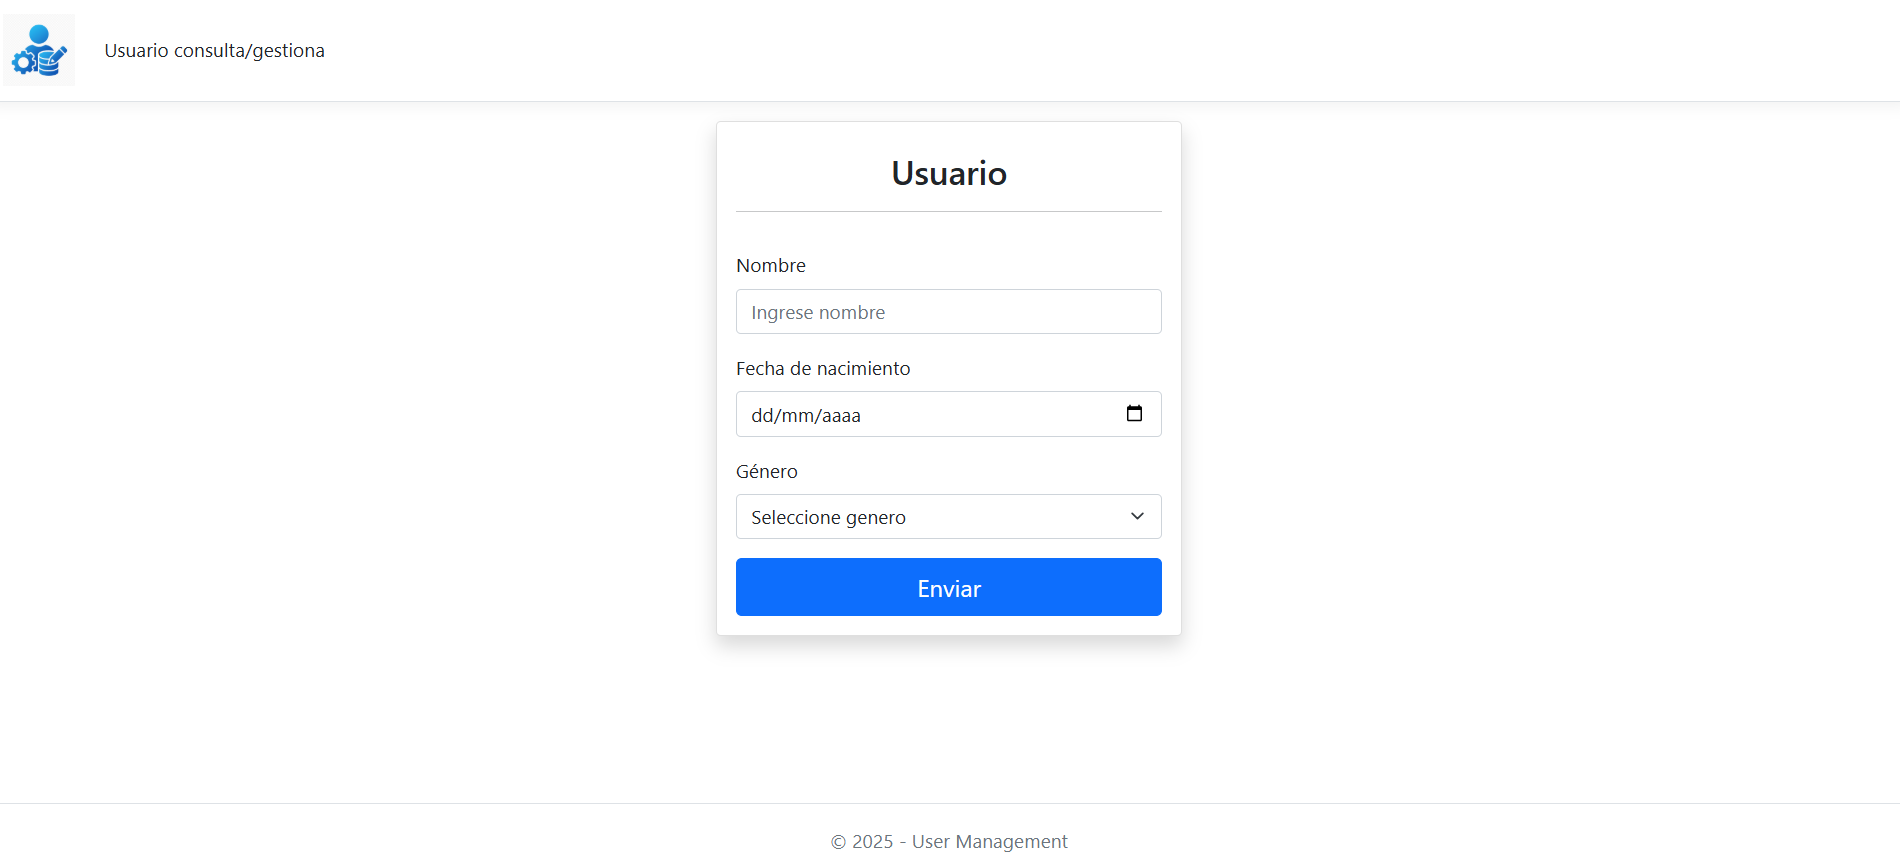 Usuario consulta/gestiona
Usuario
Nombre
Ingrese nombre
Fecha de nacimiento
dd/mm/aaaa
Género
Seleccione genero
Enviar
© 2025 - User Management